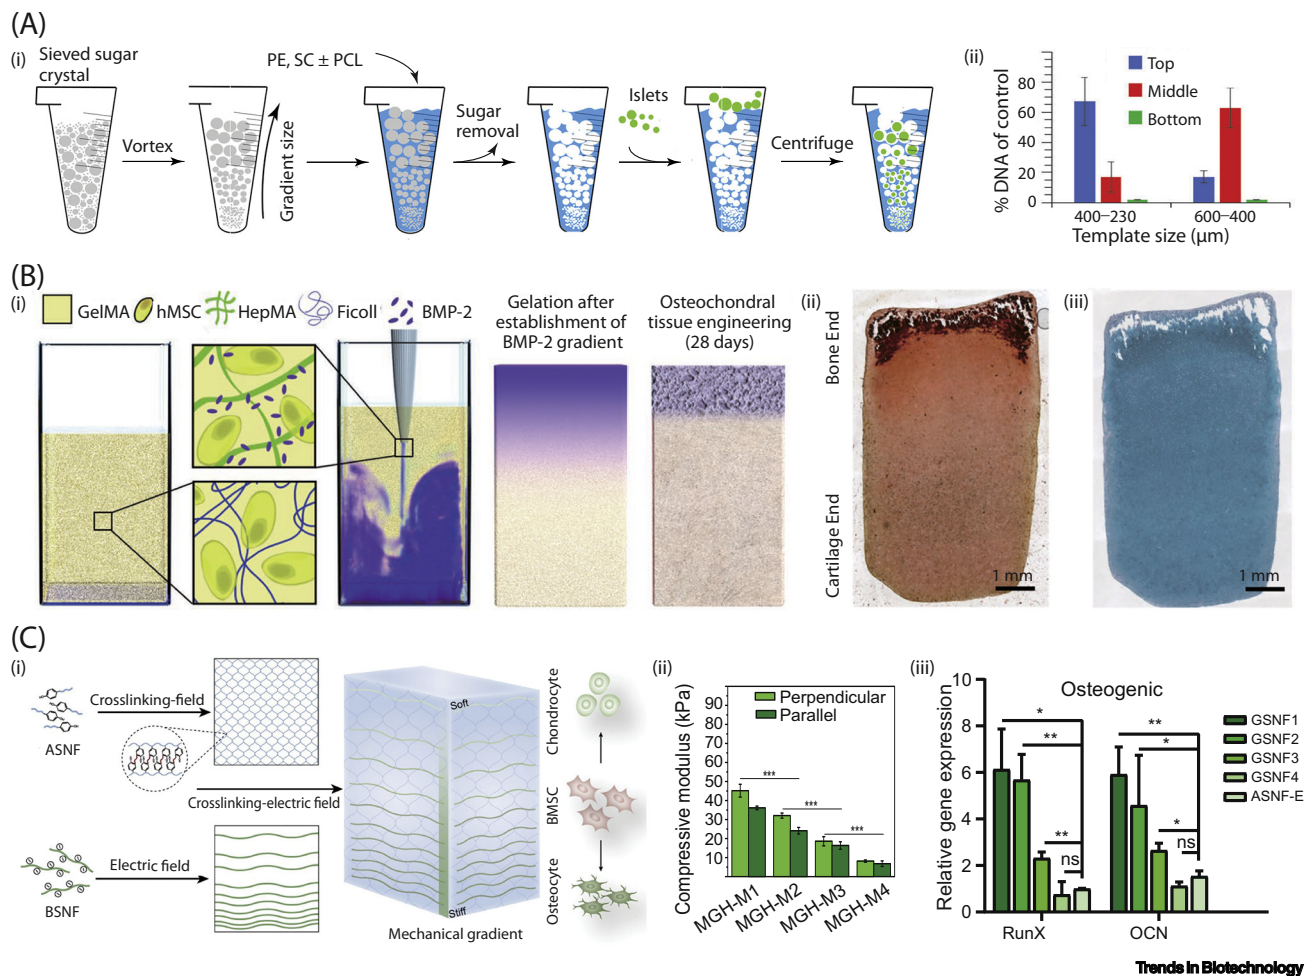 (A)
(i)
Sieved sugar
crystal
Vortex
Gradient size
PE, SC ± PCL
Sugar
removal
Islets
Centrifuge
(ii)
% DNA of control
80
60
40
20
0
Top
Middle
Bottom
400–230
600–400
Template size (µm)
(B)
(i)
GelMA
hMSC
HepMA
Ficoll
BMP-2
Gelation after
establishment of
BMP-2 gradient
Osteochondral
tissue engineering
(28 days)
(ii)
Bone End
Cartilage End
1 mm
(iii)
1 mm
(C)
(i)
ASNF
Crosslinking-field
Crosslinking-electric field
BSNF
Electric field
Soft
Stiff
Mechanical gradient
Chondrocyte
BMSC
Osteocyte
(ii)
Compressive modulus (kPa)
90
80
70
60
50
40
30
20
10
Perpendicular
Parallel
***
***
***
MGH-M1
MGH-M2
MGH-M3
MGH-M4
(iii)
Relative gene expression
10
8
6
4
2
0
Osteogenic
*
**
**
ns
**
*
*
ns
RunX
OCN
GSNF1
GSNF2
GSNF3
GSNF4
ASNF-E
Trends in Biotechnology